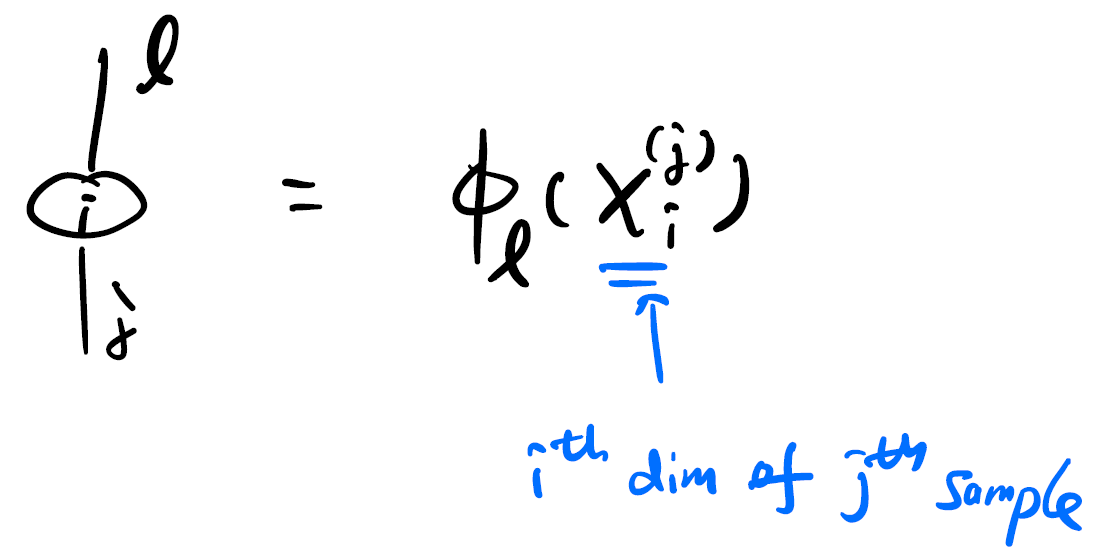 l
i
j
= ϕ_l(x_i^{(j)})
i^{th} dim of j^{th} sample